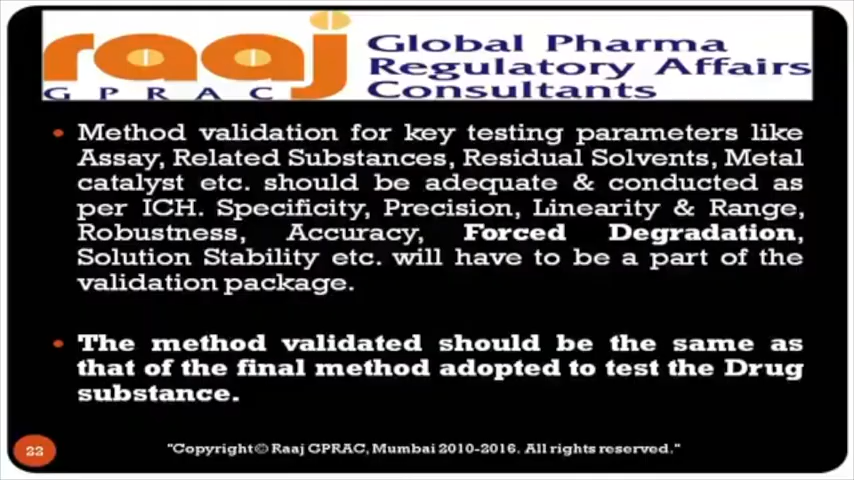 raaj
GPRAC
Global Pharma
Regulatory Affairs
Consultants
• Method validation for key testing parameters like
Assay, Related Substances, Residual Solvents, Metal
catalyst etc. should be adequate & conducted as
per ICH. Specificity, Precision, Linearity & Range,
Robustness, Accuracy, Forced Degradation,
Solution Stability etc. will have to be a part of the
validation package.
• The method validated should be the same as
that of the final method adopted to test the Drug
substance.
22
"Copyright © Raaj GPRAC, Mumbai 2010-2016. All rights reserved."